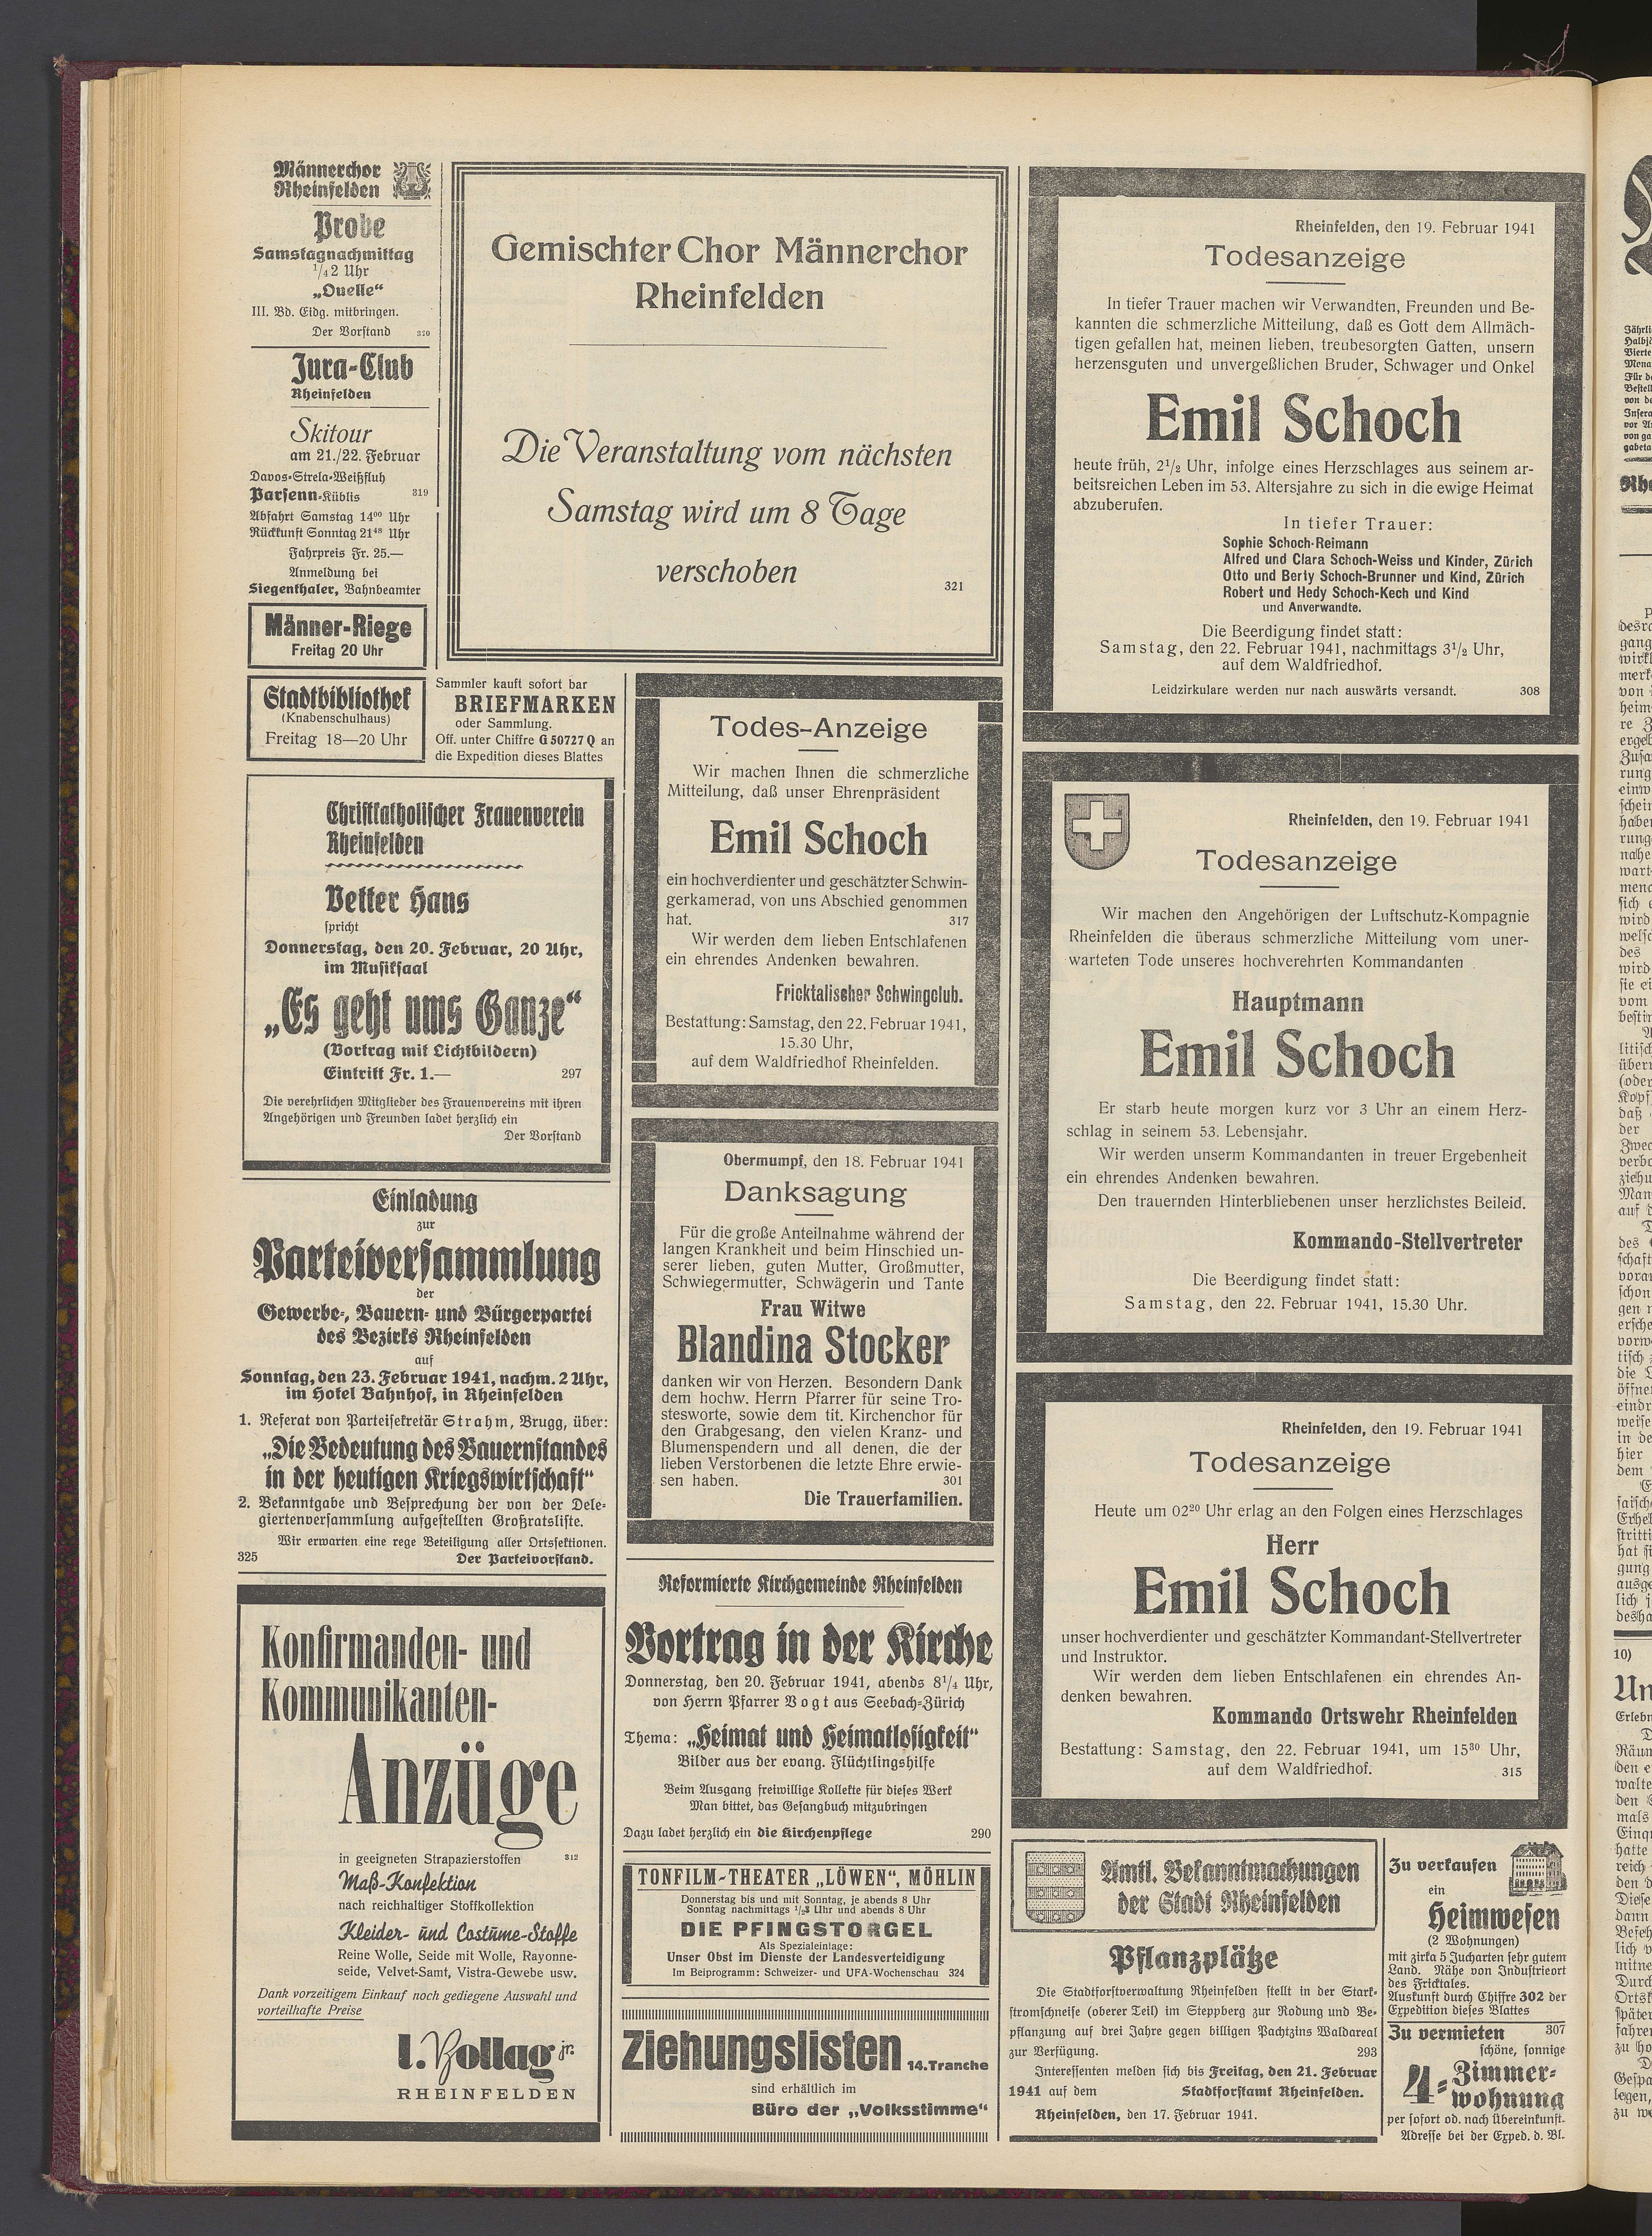 Männerchor
Rheinfelden
Probe
Samstagnachmittag
1/42 Uhr
„Quelle“
III. Bd. Eidg. mitbringen.
Der Vorstand 320
Jura-Club
Rheinfelden
Skitour
am 21./22. Februar
Davos-Strela-Weißfluh
Parsenn-Küblis 319
Abfahrt Samstag 14⁰⁰ Uhr
Rückkunft Sonntag 21⁴⁸ Uhr
Fahrpreis Fr. 25.—
Anmeldung bei
Siegenthaler, Bahnbeamter
Männer-Riege
Freitag 20 Uhr
Stadtbibliothek
(Knabenschulhaus)
Freitag 18—20 Uhr
Gemischter Chor Männerchor
Rheinfelden
Die Veranstaltung vom nächsten
Samstag wird um 8 Tage
verschoben
321
Sammler kauft sofort bar
BRIEFMARKEN
oder Sammlung.
Off. unter Chiffre G 50727 Q an
die Expedition dieses Blattes
Christkatholischer Frauenverein
Rheinfelden
Vetter Hans
spricht
Donnerstag, den 20. Februar, 20 Uhr,
im Musiksaal
„Es geht ums Ganze“
(Vortrag mit Lichtbildern)
Eintritt Fr. 1.— 297
Die verehrlichen Mitglieder des Frauenvereins mit ihren
Angehörigen und Freunden ladet herzlich ein
Der Vorstand
Einladung
zur
Parteiversammlung
der
Gewerbe-, Bauern- und Bürgerpartei
des Bezirks Rheinfelden
auf
Sonntag, den 23. Februar 1941, nachm. 2 Uhr,
im Hotel Bahnhof, in Rheinfelden
1. Referat von Parteisekretär Strahm, Brugg, über:
„Die Bedeutung des Bauernstandes
in der heutigen Kriegswirtschaft“
2. Bekanntgabe und Besprechung der von der Dele-
giertenversammlung aufgestellten Großratsliste.
Wir erwarten eine rege Beteiligung aller Ortssektionen.
325 Der Parteivorstand.
Konfirmanden- und
Kommunikanten-
Anzüge
in geeigneten Strapazierstoffen 312
Maß-Konfektion
nach reichhaltiger Stoffkollektion
Kleider- und Costüme-Stoffe
Reine Wolle, Seide mit Wolle, Rayonne-
seide, Velvet-Samt, Vistra-Gewebe usw.
Dank vorzeitigem Einkauf noch gediegene Auswahl und
vorteilhafte Preise
I. Bollag jr.
RHEINFELDEN
Todes-Anzeige
Wir machen Ihnen die schmerzliche
Mitteilung, daß unser Ehrenpräsident
Emil Schoch
ein hochverdienter und geschätzter Schwin-
gerkamerad, von uns Abschied genommen
hat. 317
Wir werden dem lieben Entschlafenen
ein ehrendes Andenken bewahren.
Fricktalischer Schwingclub.
Bestattung: Samstag, den 22. Februar 1941,
15.30 Uhr,
auf dem Waldfriedhof Rheinfelden.
Obermumpf, den 18. Februar 1941
Danksagung
Für die große Anteilnahme während der
langen Krankheit und beim Hinschied un-
serer lieben, guten Mutter, Großmutter,
Schwiegermutter, Schwägerin und Tante
Frau Witwe
Blandina Stocker
danken wir von Herzen. Besondern Dank
dem hochw. Herrn Pfarrer für seine Tro-
stesworte, sowie dem tit. Kirchenchor für
den Grabgesang, den vielen Kranz- und
Blumenspendern und all denen, die der
lieben Verstorbenen die letzte Ehre erwie-
sen haben. 301
Die Trauerfamilien.
Reformierte Kirchgemeinde Rheinfelden
Vortrag in der Kirche
Donnerstag, den 20. Februar 1941, abends 8 1/4 Uhr,
von Herrn Pfarrer Vogt aus Seebach-Zürich
Thema: „Heimat und Heimatlosigkeit“
Bilder aus der evang. Flüchtlingshilfe
Beim Ausgang freiwillige Kollekte für dieses Werk
Man bittet, das Gesangbuch mitzubringen
Dazu ladet herzlich ein die Kirchenpflege 290
TONFILM-THEATER „LÖWEN“, MÖHLIN
Donnerstag bis und mit Sonntag, je abends 8 Uhr
Sonntag nachmittags 1/23 Uhr und abends 8 Uhr
DIE PFINGSTORGEL
Als Spezialeinlage:
Unser Obst im Dienste der Landesverteidigung
Im Beiprogramm: Schweizer- und UFA-Wochenschau 324
Ziehungslisten 14. Tranche
sind erhältlich im
Büro der „Volksstimme“
Rheinfelden, den 19. Februar 1941
Todesanzeige
In tiefer Trauer machen wir Verwandten, Freunden und Be-
kannten die schmerzliche Mitteilung, daß es Gott dem Allmäch-
tigen gefallen hat, meinen lieben, treubesorgten Gatten, unsern
herzensguten und unvergeßlichen Bruder, Schwager und Onkel
Emil Schoch
heute früh, 2 1/2 Uhr, infolge eines Herzschlages aus seinem ar-
beitsreichen Leben im 53. Altersjahre zu sich in die ewige Heimat
abzuberufen.
In tiefer Trauer:
Sophie Schoch-Reimann
Alfred und Clara Schoch-Weiss und Kinder, Zürich
Otto und Berty Schoch-Brunner und Kind, Zürich
Robert und Hedy Schoch-Kech und Kind
und Anverwandte.
Die Beerdigung findet statt:
Samstag, den 22. Februar 1941, nachmittags 3 1/2 Uhr,
auf dem Waldfriedhof.
Leidzirkulare werden nur nach auswärts versandt. 308
Rheinfelden, den 19. Februar 1941
Todesanzeige
Wir machen den Angehörigen der Luftschutz-Kompagnie
Rheinfelden die überaus schmerzliche Mitteilung vom uner-
warteten Tode unseres hochverehrten Kommandanten
Hauptmann
Emil Schoch
Er starb heute morgen kurz vor 3 Uhr an einem Herz-
schlag in seinem 53. Lebensjahr.
Wir werden unserm Kommandanten in treuer Ergebenheit
ein ehrendes Andenken bewahren.
Den trauernden Hinterbliebenen unser herzlichstes Beileid.
Kommando-Stellvertreter
Die Beerdigung findet statt:
Samstag, den 22. Februar 1941, 15.30 Uhr.
Rheinfelden, den 19. Februar 1941
Todesanzeige
Heute um 02²⁰ Uhr erlag an den Folgen eines Herzschlages
Herr
Emil Schoch
unser hochverdienter und geschätzter Kommandant-Stellvertreter
und Instruktor.
Wir werden dem lieben Entschlafenen ein ehrendes An-
denken bewahren.
Kommando Ortswehr Rheinfelden
Bestattung: Samstag, den 22. Februar 1941, um 15³⁰ Uhr,
auf dem Waldfriedhof. 315
Amtl. Bekanntmachungen
der Stadt Rheinfelden
Pflanzplätze
Die Stadtforstverwaltung Rheinfelden stellt in der Stark-
stromschneise (oberer Teil) im Steppberg zur Rodung und Be-
pflanzung auf drei Jahre gegen billigen Pachtzins Waldareal
zur Verfügung. 293
Interessenten melden sich bis Freitag, den 21. Februar
1941 auf dem Stadtforstamt Rheinfelden.
Rheinfelden, den 17. Februar 1941.
Zu verkaufen
ein
Heimwesen
(2 Wohnungen)
mit zirka 5 Jucharten sehr gutem
Land. Nähe von Industrieort
des Fricktales.
Auskunft durch Chiffre 302 der
Expedition dieses Blattes
Zu vermieten 307
schöne, sonnige
4-Zimmer-
wohnung
per sofort od. nach Übereinkunft.
Adresse bei der Exped. d. Bl.